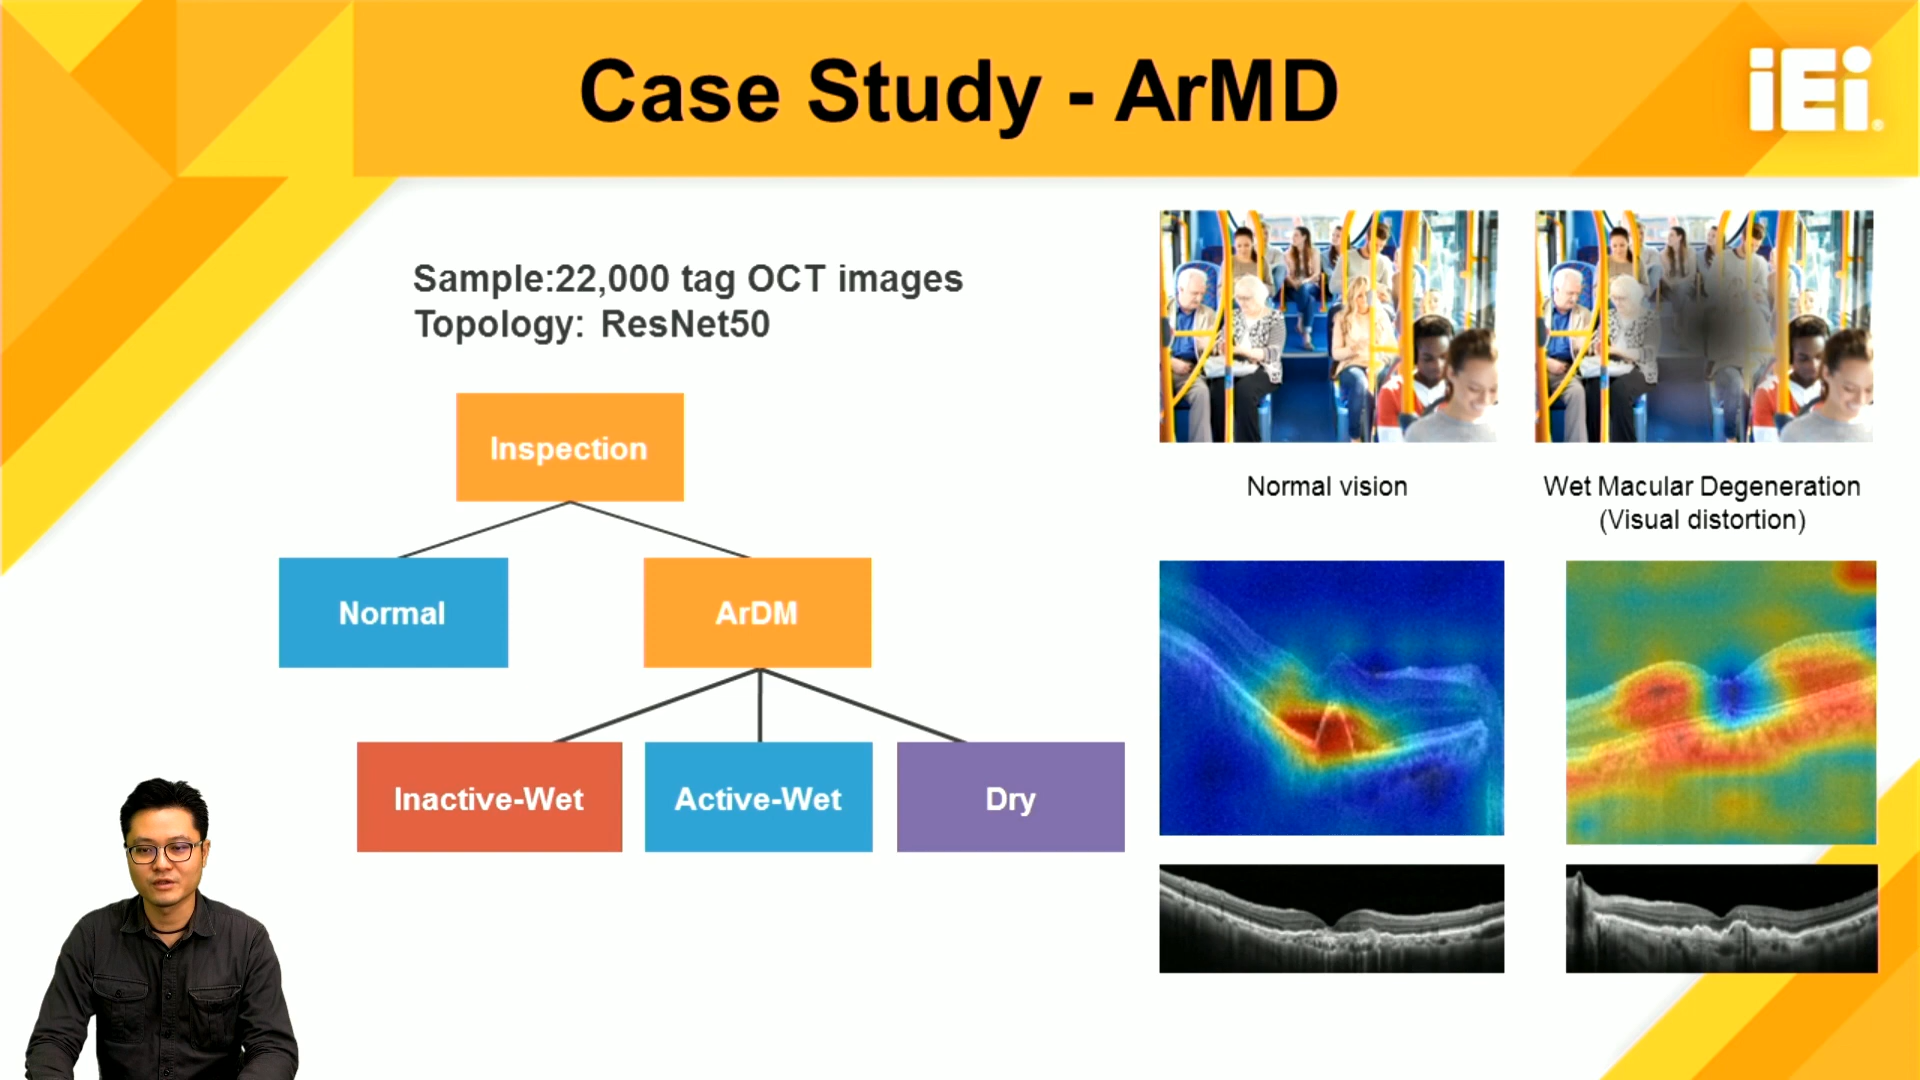 Case Study - ArMD
iEi®
Sample:22,000 tag OCT images
Topology: ResNet50
Inspection
Normal
ArDM
Inactive-Wet
Active-Wet
Dry
Normal vision
Wet Macular Degeneration
(Visual distortion)